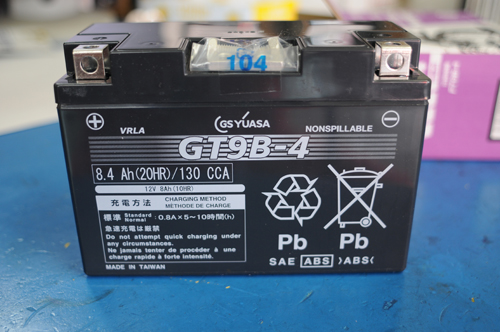 104
GS YUASA
VRLA
NONSPILLABLE
GT9B-4
8.4 Ah(20HR)/130 CCA
12V 8Ah(10HR)
充電方法 CHARGING METHOD
MÉTHODE DE CHARGE
標準 Standard Normal : 0.8A×5~10時間(h)
急速充電は厳禁
Do not attempt quick charging under
any circumstances.
Ne jamais tenter de procéder à une
charge rapide à forte intensité.
MADE IN TAIWAN
Pb
Pb
SAE ABS >ABS<